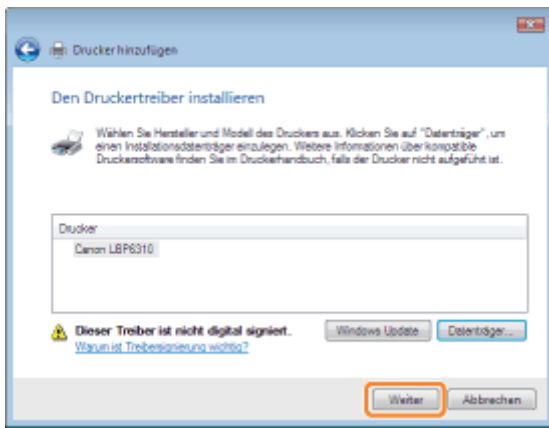 Drucker hinzufügen
Den Druckertreiber installieren
Wählen Sie Hersteller und Modell des Druckers aus. Klicken Sie auf "Datenträger", um
einen Installationsdatenträger einzulegen. Weitere Informationen über kompatible
Druckersoftware finden Sie im Druckerhandbuch, falls der Drucker nicht aufgeführt ist.
Drucker
Canon LBP6310
Dieser Treiber ist nicht digital signiert.
Warum ist Treibersignierung wichtig?
Windows Update
Datenträger...
Weiter
Abbrechen